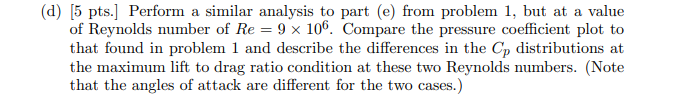 (d) [5 pts.] Perform a similar analysis to part (e) from problem 1, but at a value
of Reynolds number of Re = 9 × 10⁶. Compare the pressure coefficient plot to
that found in problem 1 and describe the differences in the Cₚ distributions at
the maximum lift to drag ratio condition at these two Reynolds numbers. (Note
that the angles of attack are different for the two cases.)